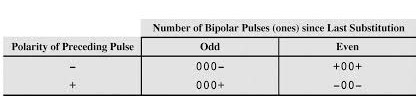 Number of Bipolar Pulses (ones) since Last Substitution
Polarity of Preceding Pulse Odd Even
− 000− +00+
+ 000+ −00−